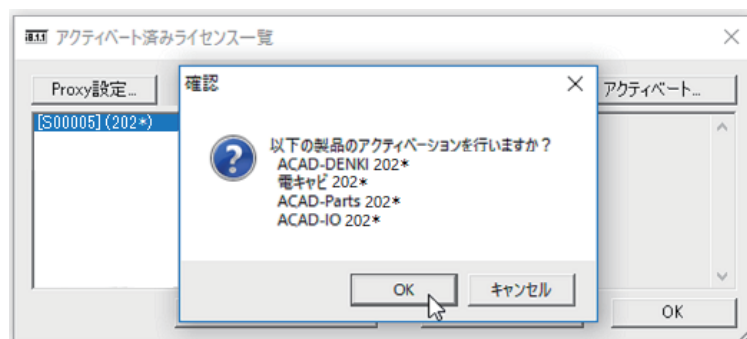 アクティベート済みライセンス一覧
Proxy設定...
アクティベート...
[S00005](202*)
確認
以下の製品のアクティベーションを行いますか？
ACAD-DENKI 202*
電キャビ 202*
ACAD-Parts 202*
ACAD-IO 202*
OK
キャンセル
OK